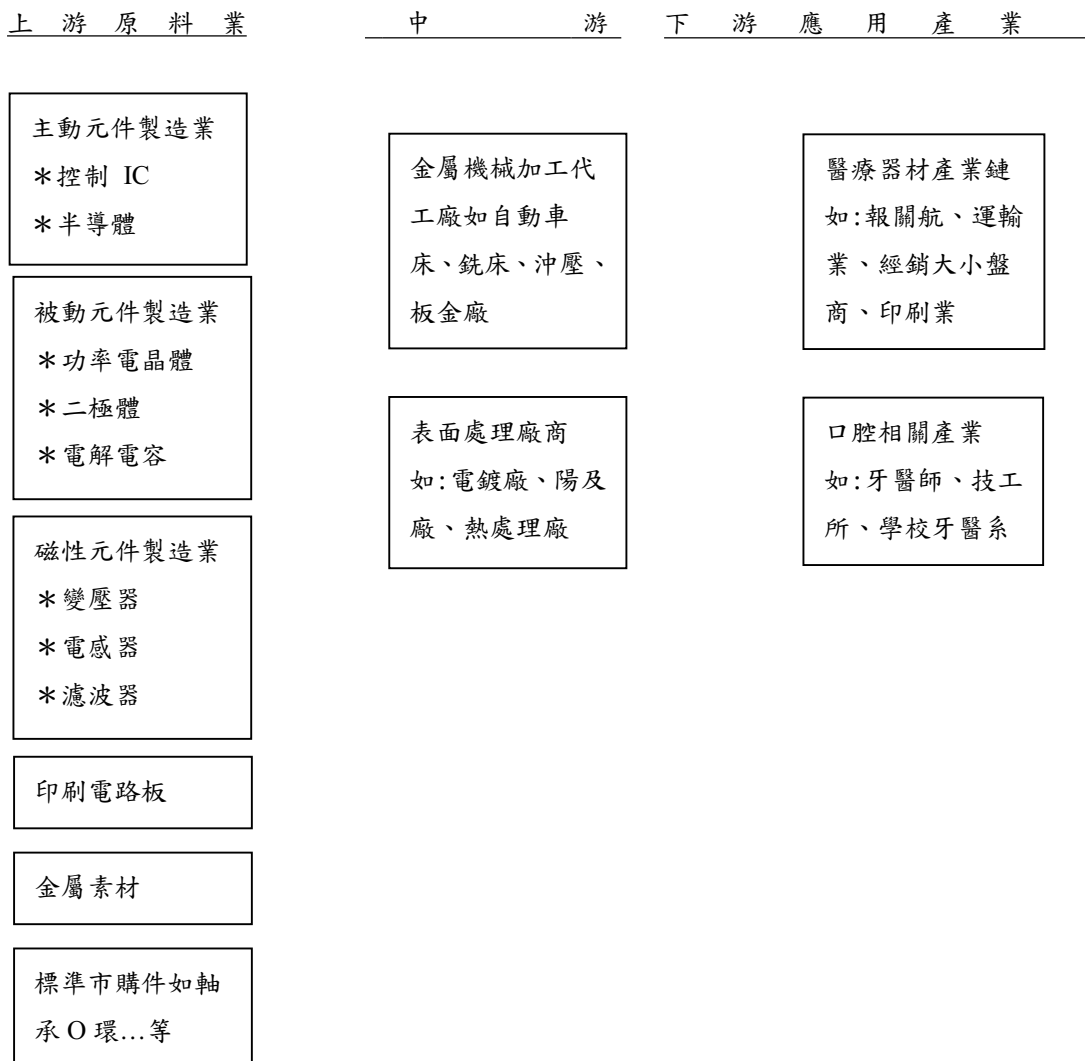 上游原料業
中游
下游應用產業
主動元件製造業
＊控制 IC
＊半導體
被動元件製造業
＊功率電晶體
＊二極體
＊電解電容
磁性元件製造業
＊變壓器
＊電感器
＊濾波器
印刷電路板
金屬素材
標準市購件如軸
承O環…等
金屬機械加工代
工廠如自動車
床、銑床、沖壓、
板金廠
表面處理廠商
如:電鍍廠、陽及
廠、熱處理廠
醫療器材產業鏈
如:報關航、運輸
業、經銷大小盤
商、印刷業
口腔相關產業
如:牙醫師、技工
所、學校牙醫系